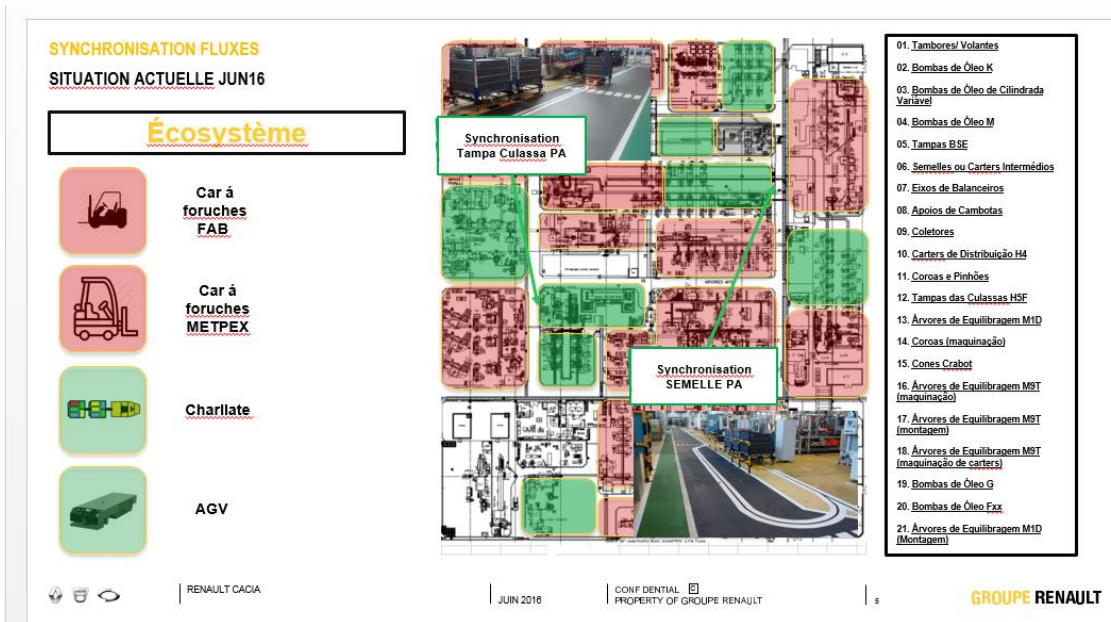 SYNCHRONISATION FLUXES
SITUATION ACTUELLE JUN16
Écosystème
Car á
foruches
FAB
Car á
foruches
METPEX
Charllate
AGV
Synchronisation
Tampa Culassa PA
Synchronisation
SEMELLE PA
01. Tambores/ Volantes
02. Bombas de Óleo K
03. Bombas de Óleo de Cilindrada
Variável
04. Bombas de Óleo M
05. Tampas BSE
06. Semelles ou Carters Intermédios
07. Eixos de Balanceiros
08. Apoios de Cambotas
09. Coletores
10. Carters de Distribuição H4
11. Coroas e Pinhões
12. Tampas das Culassas H5F
13. Árvores de Equilibragem M1D
14. Coroas (maquinação)
15. Cones Crabot
16. Árvores de Equilibragem M9T
(maquinação)
17. Árvores de Equilibragem M9T
(montagem)
18. Árvores de Equilibragem M9T
(maquinação de carters)
19. Bombas de Óleo G
20. Bombas de Óleo Fxx
21. Árvores de Equilibragem M1D
(Montagem)
RENAULT CACIA
JUIN 2016
CONFDENTIAL C
PROPERTY OF GROUPE RENAULT
5
GROUPE RENAULT